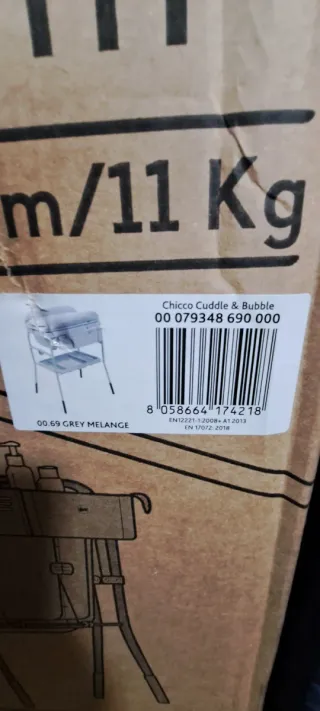 m/11 Kg
Chicco Cuddle & Bubble
00 079348 690 000
8 058664 174218
EN12221-1:2008+ A1:2013
EN 17072:2018
00.69 GREY MELANGE